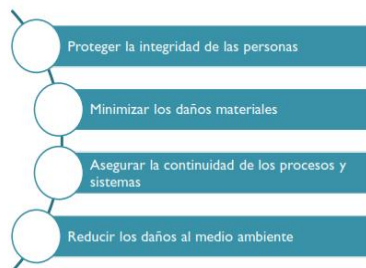 Proteger la integridad de las personas
Minimizar los daños materiales
Asegurar la continuidad de los procesos y
sistemas
Reducir los daños al medio ambiente